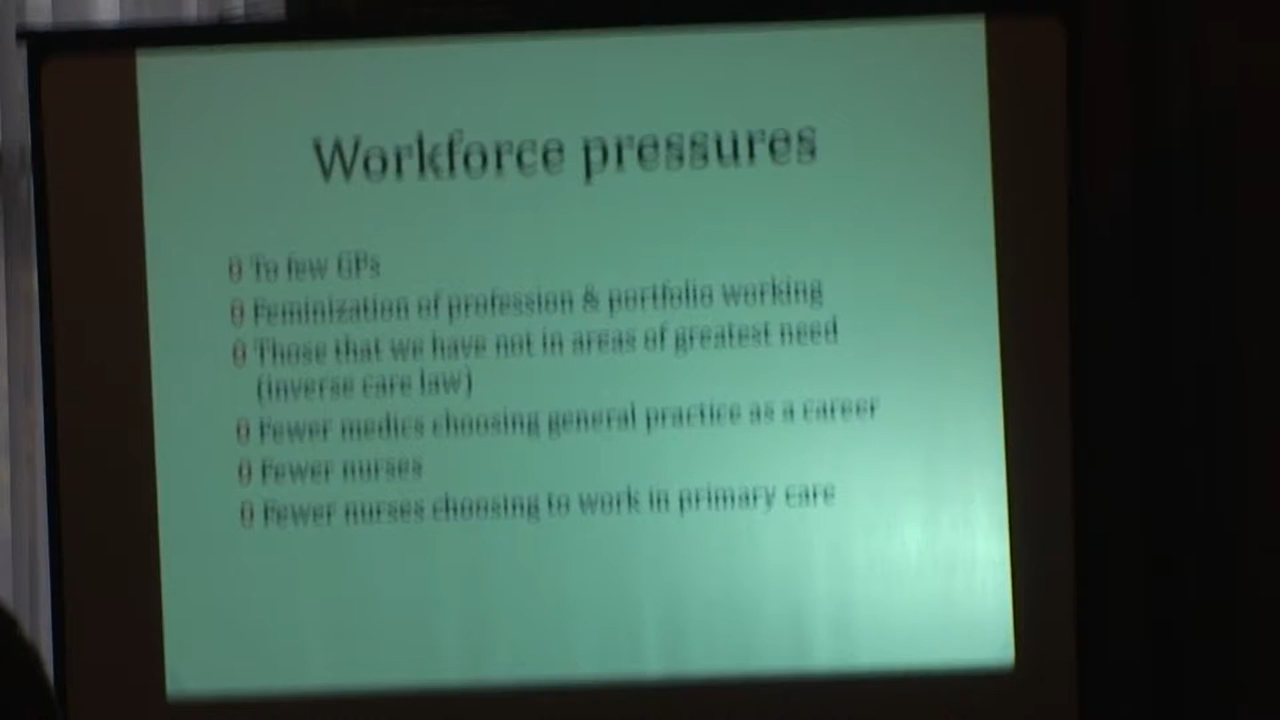 Workforce pressures
To few GPs
Feminization of profession & portfolio working
Those that we have not in areas of greatest need
(inverse care law)
Fewer medics choosing general practice as a career
Fewer nurses
Fewer nurses choosing to work in primary care